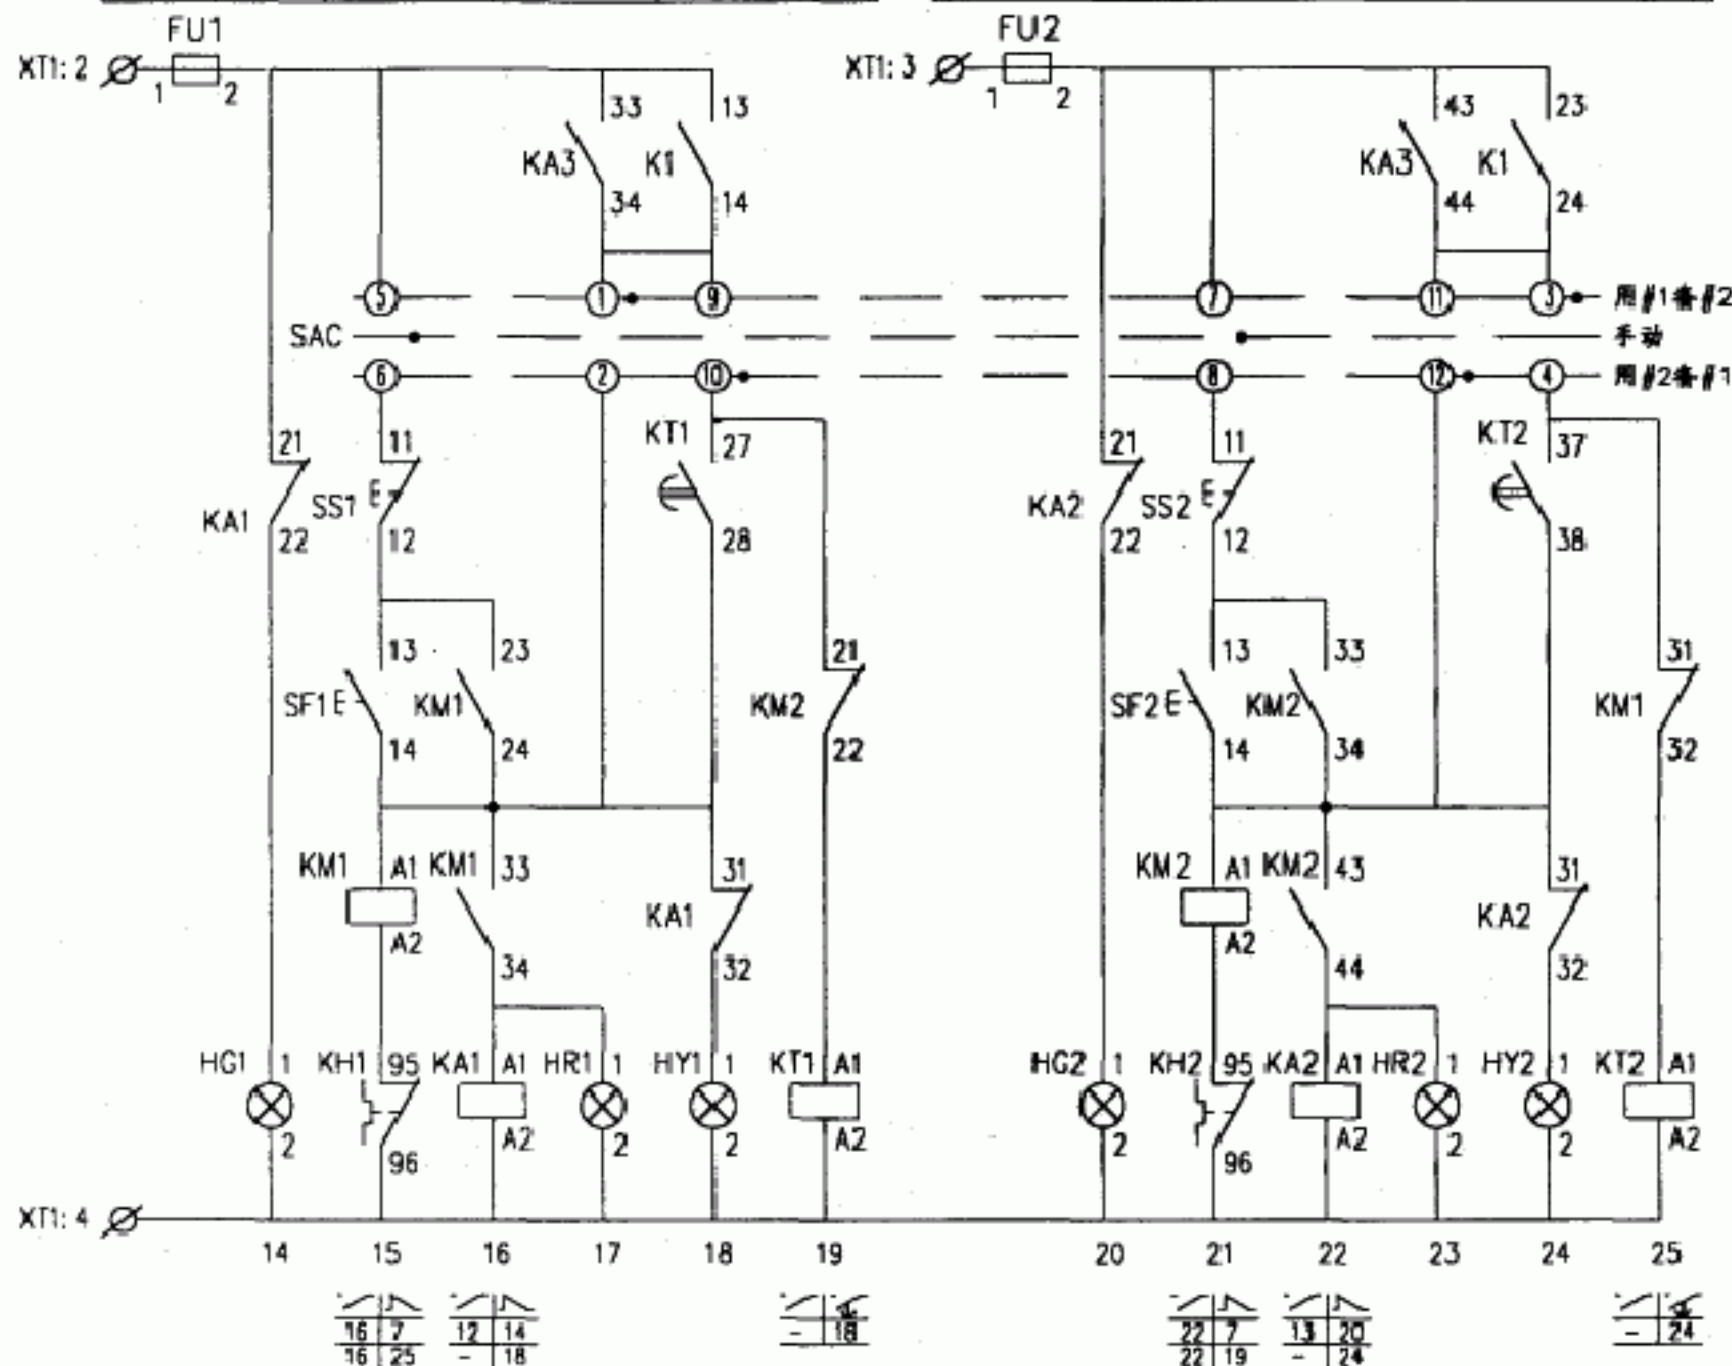 FU1 FU2
XT1: 2 1 2 XT1: 3 1 2
33 13 43 23
KA3 K1 KA3 K1
34 14 44 24
5 1 9 7 11 3 用#1备#2
SAC 手动
6 2 10 8 12 4 用#2备#1
21 11 KT1 27 21 11 KT2 37
KA1 SS1 E KA2 SS2 E
22 12 28 22 12 38
13 23 21 13 33 31
SF1 E KM1 KM2 SF2 E KM2 KM1
14 24 22 14 34 32
KM1 A1 KM1 33 31 KM2 A1 KM2 43 31
KA1 KA2
A2 34 32 A2 44 32
HG1 1 KH1 95 KA1 A1 HR1 1 HY1 1 KT1 A1 HG2 1 KH2 95 KA2 A1 HR2 1 HY2 1 KT2 A1
2 96 A2 2 2 A2 2 96 A2 2 2 A2
XT1: 4
14 15 16 17 18 19 20 21 22 23 24 25
16 7 12 14 - 18 22 7 13 20 - 24
16 25 - 18 22 19 - 24